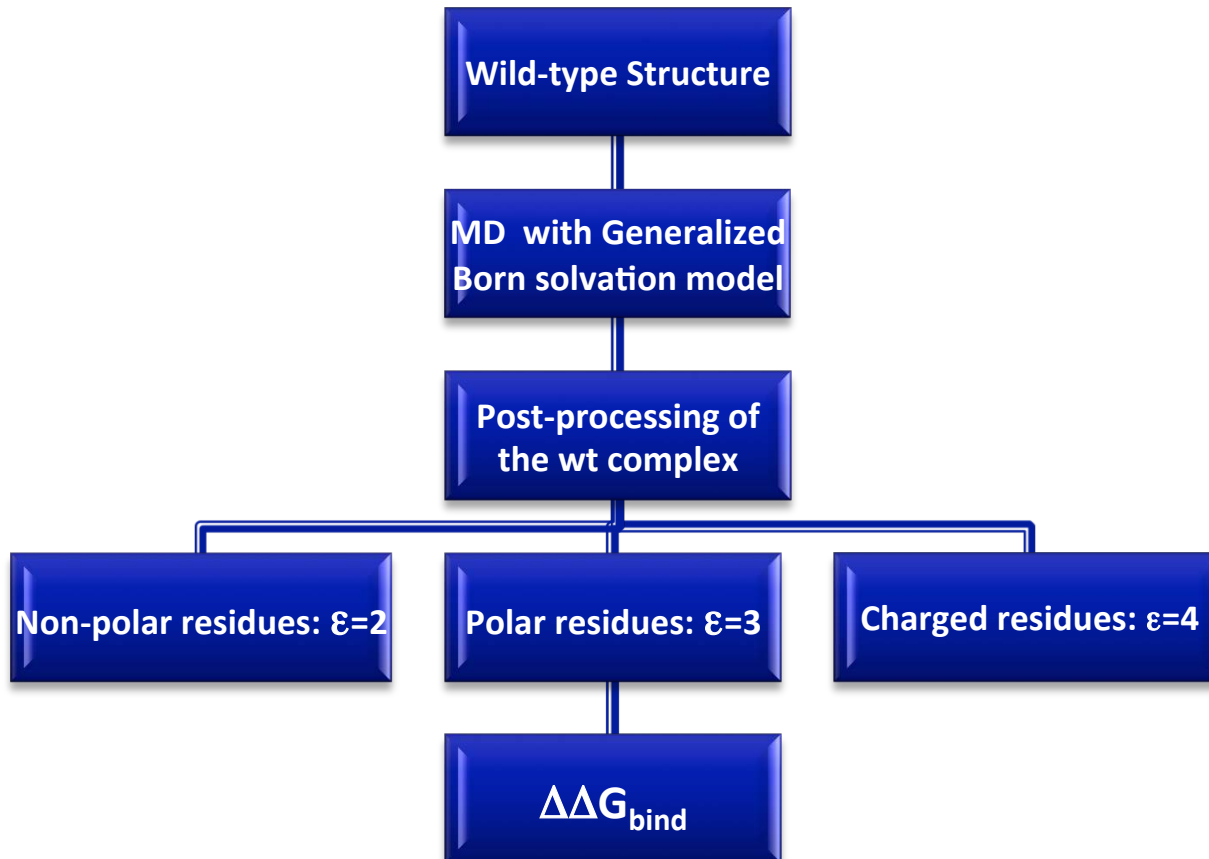 Wild-type Structure
MD with Generalized
Born solvation model
Post-processing of
the wt complex
Non-polar residues: ε=2
Polar residues: ε=3
Charged residues: ε=4
ΔΔGbind